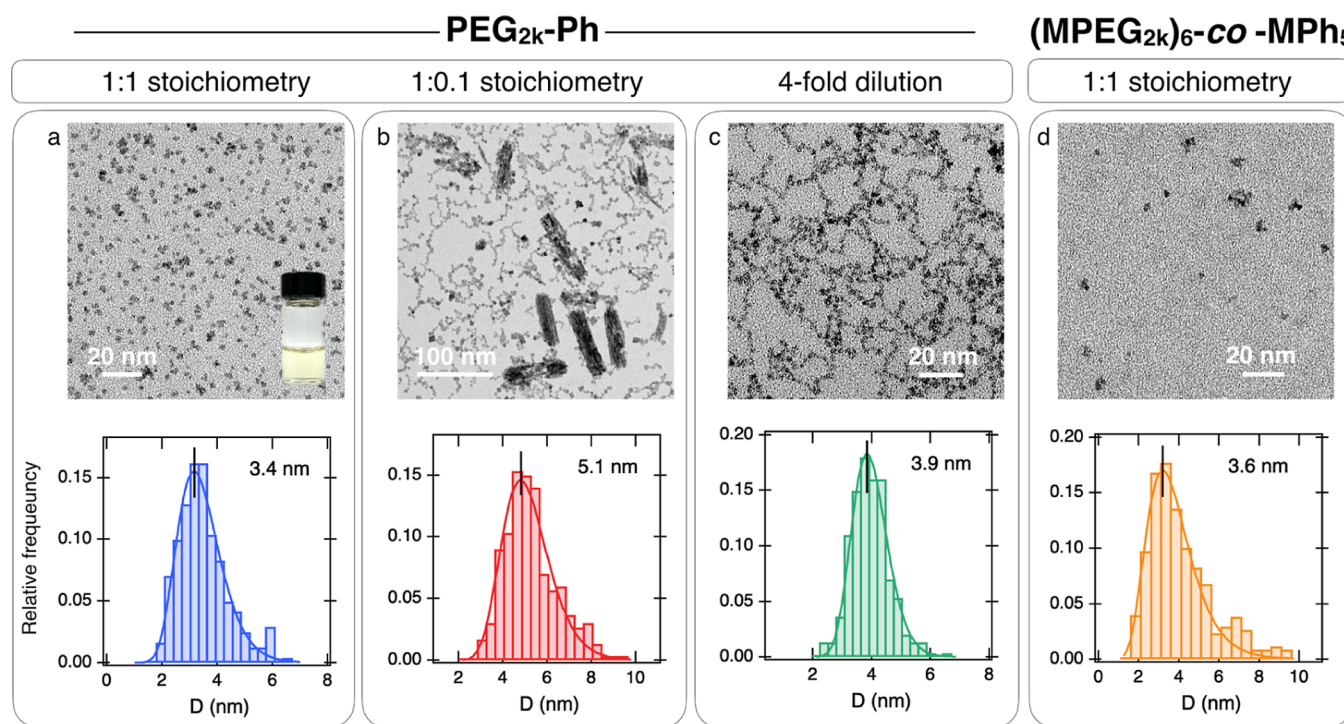 PEG2k-Ph
(MPEG2k)6-co -MPh5
1:1 stoichiometry
1:0.1 stoichiometry
4-fold dilution
1:1 stoichiometry
a
b
c
d
20 nm
100 nm
20 nm
20 nm
Relative frequency
0.15
0.10
0.05
0.00
3.4 nm
0 2 4 6 8
D (nm)
0.15
0.10
0.05
0.00
5.1 nm
2 4 6 8 10
D (nm)
0.20
0.15
0.10
0.05
0.00
3.9 nm
2 4 6 8
D (nm)
0.20
0.15
0.10
0.05
0.00
3.6 nm
0 2 4 6 8 10
D (nm)